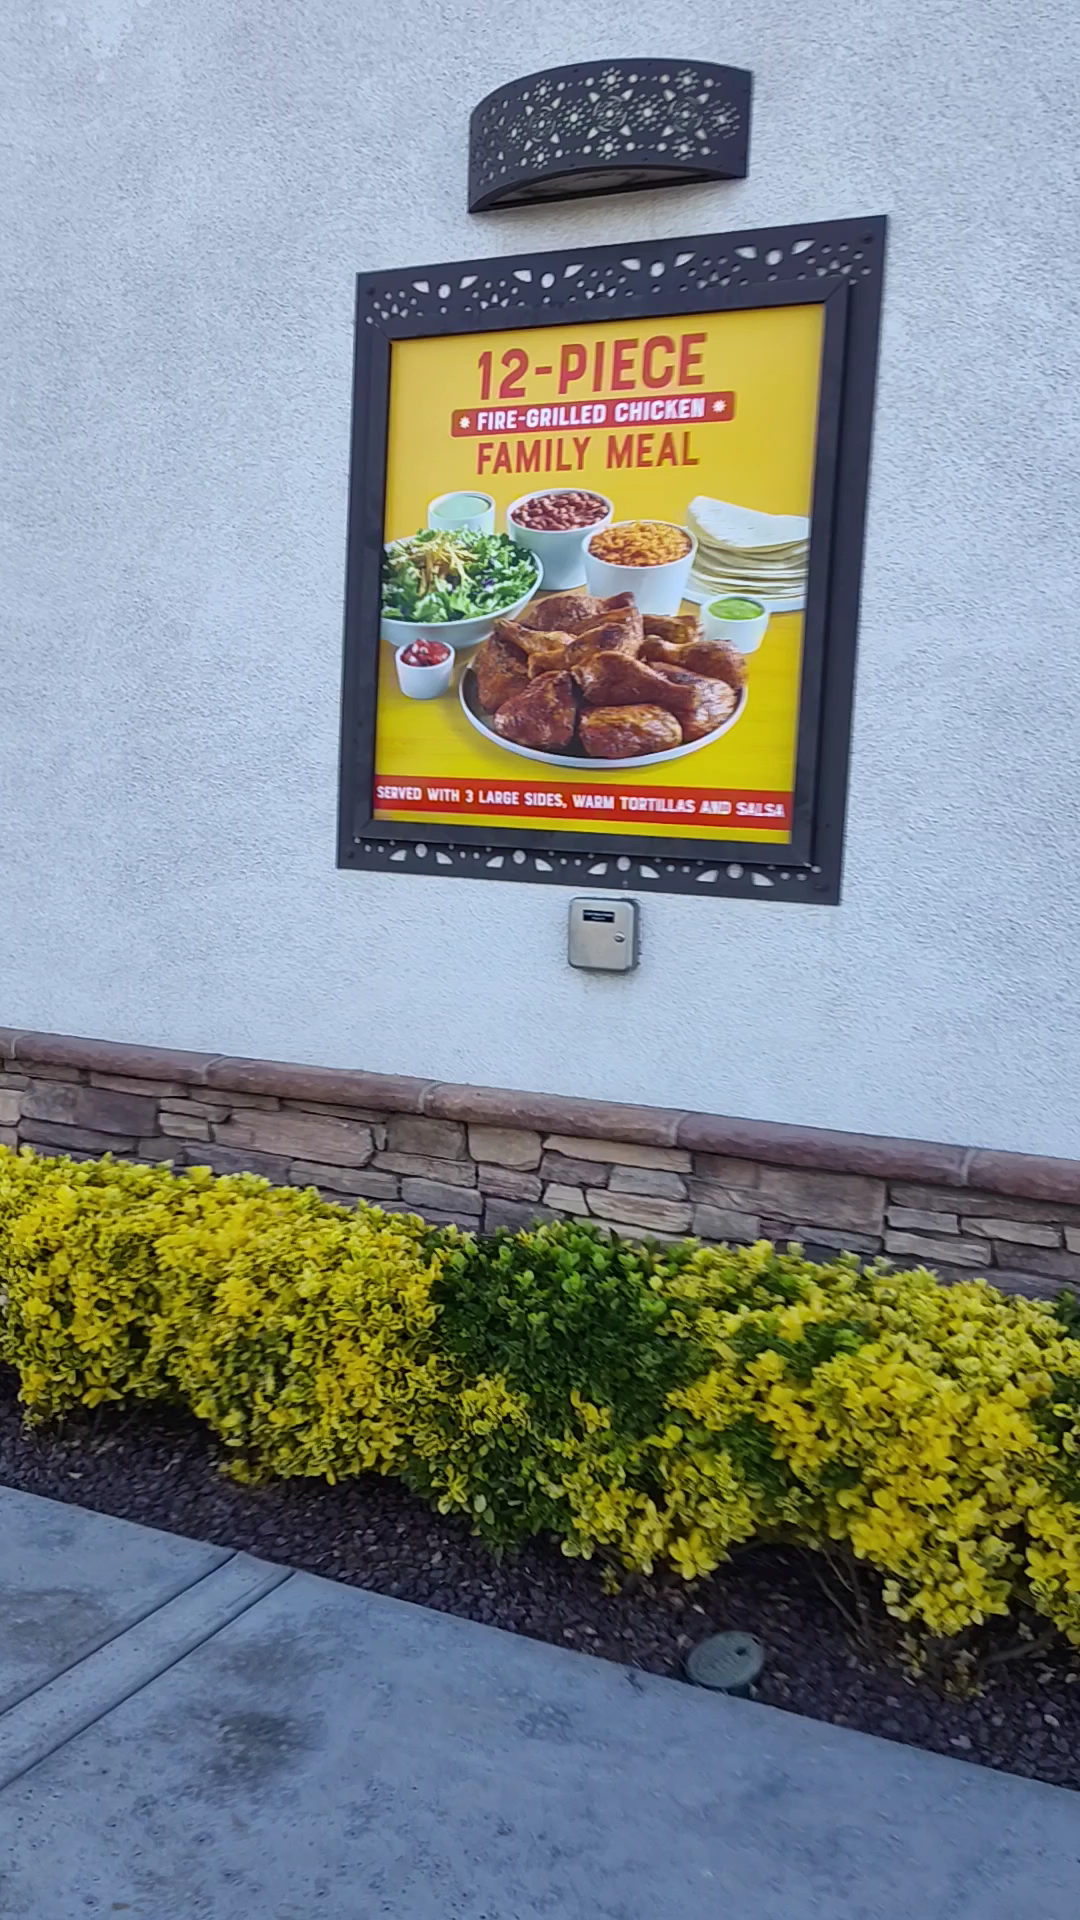 12-PIECE
FIRE-GRILLED CHICKEN
FAMILY MEAL
SERVED WITH 3 LARGE SIDES, WARM TORTILLAS AND SALSA